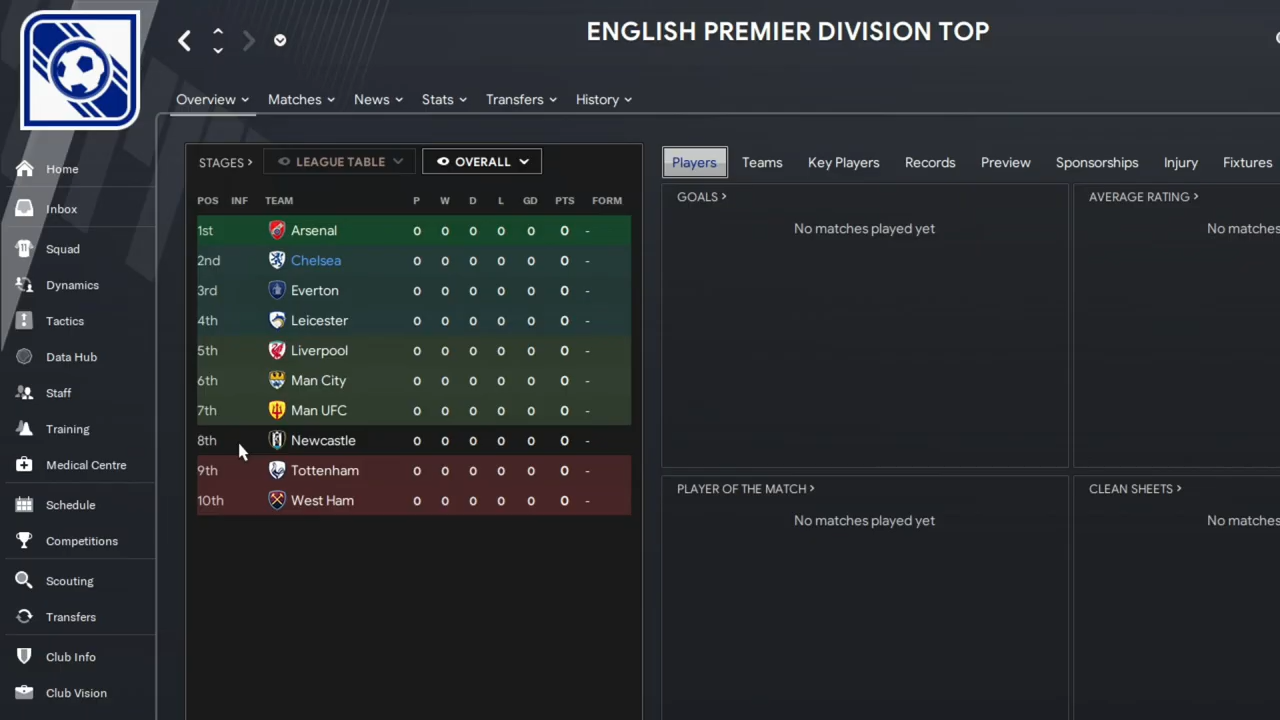 ENGLISH PREMIER DIVISION TOP
Overview Matches News Stats Transfers History
Home
Inbox
Squad
Dynamics
Tactics
Data Hub
Staff
Training
Medical Centre
Schedule
Competitions
Scouting
Transfers
Club Info
Club Vision
STAGES > LEAGUE TABLE OVERALL
POS INF TEAM P W D L GD PTS FORM
1st Arsenal 0 0 0 0 0 0 -
2nd Chelsea 0 0 0 0 0 0 -
3rd Everton 0 0 0 0 0 0 -
4th Leicester 0 0 0 0 0 0 -
5th Liverpool 0 0 0 0 0 0 -
6th Man City 0 0 0 0 0 0 -
7th Man UFC 0 0 0 0 0 0 -
8th Newcastle 0 0 0 0 0 0 -
9th Tottenham 0 0 0 0 0 0 -
10th West Ham 0 0 0 0 0 0 -
Players Teams Key Players Records Preview Sponsorships Injury Fixtures
GOALS >
No matches played yet
AVERAGE RATING >
No matches
PLAYER OF THE MATCH >
No matches played yet
CLEAN SHEETS >
No matches